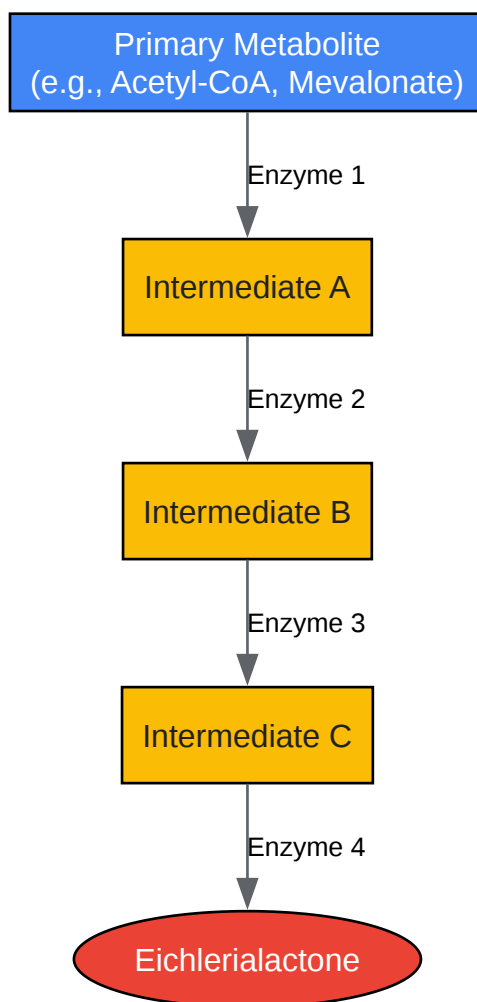 Primary Metabolite
(e.g., Acetyl-CoA, Mevalonate)
Enzyme 1
Intermediate A
Enzyme 2
Intermediate B
Enzyme 3
Intermediate C
Enzyme 4
Eichlerialactone